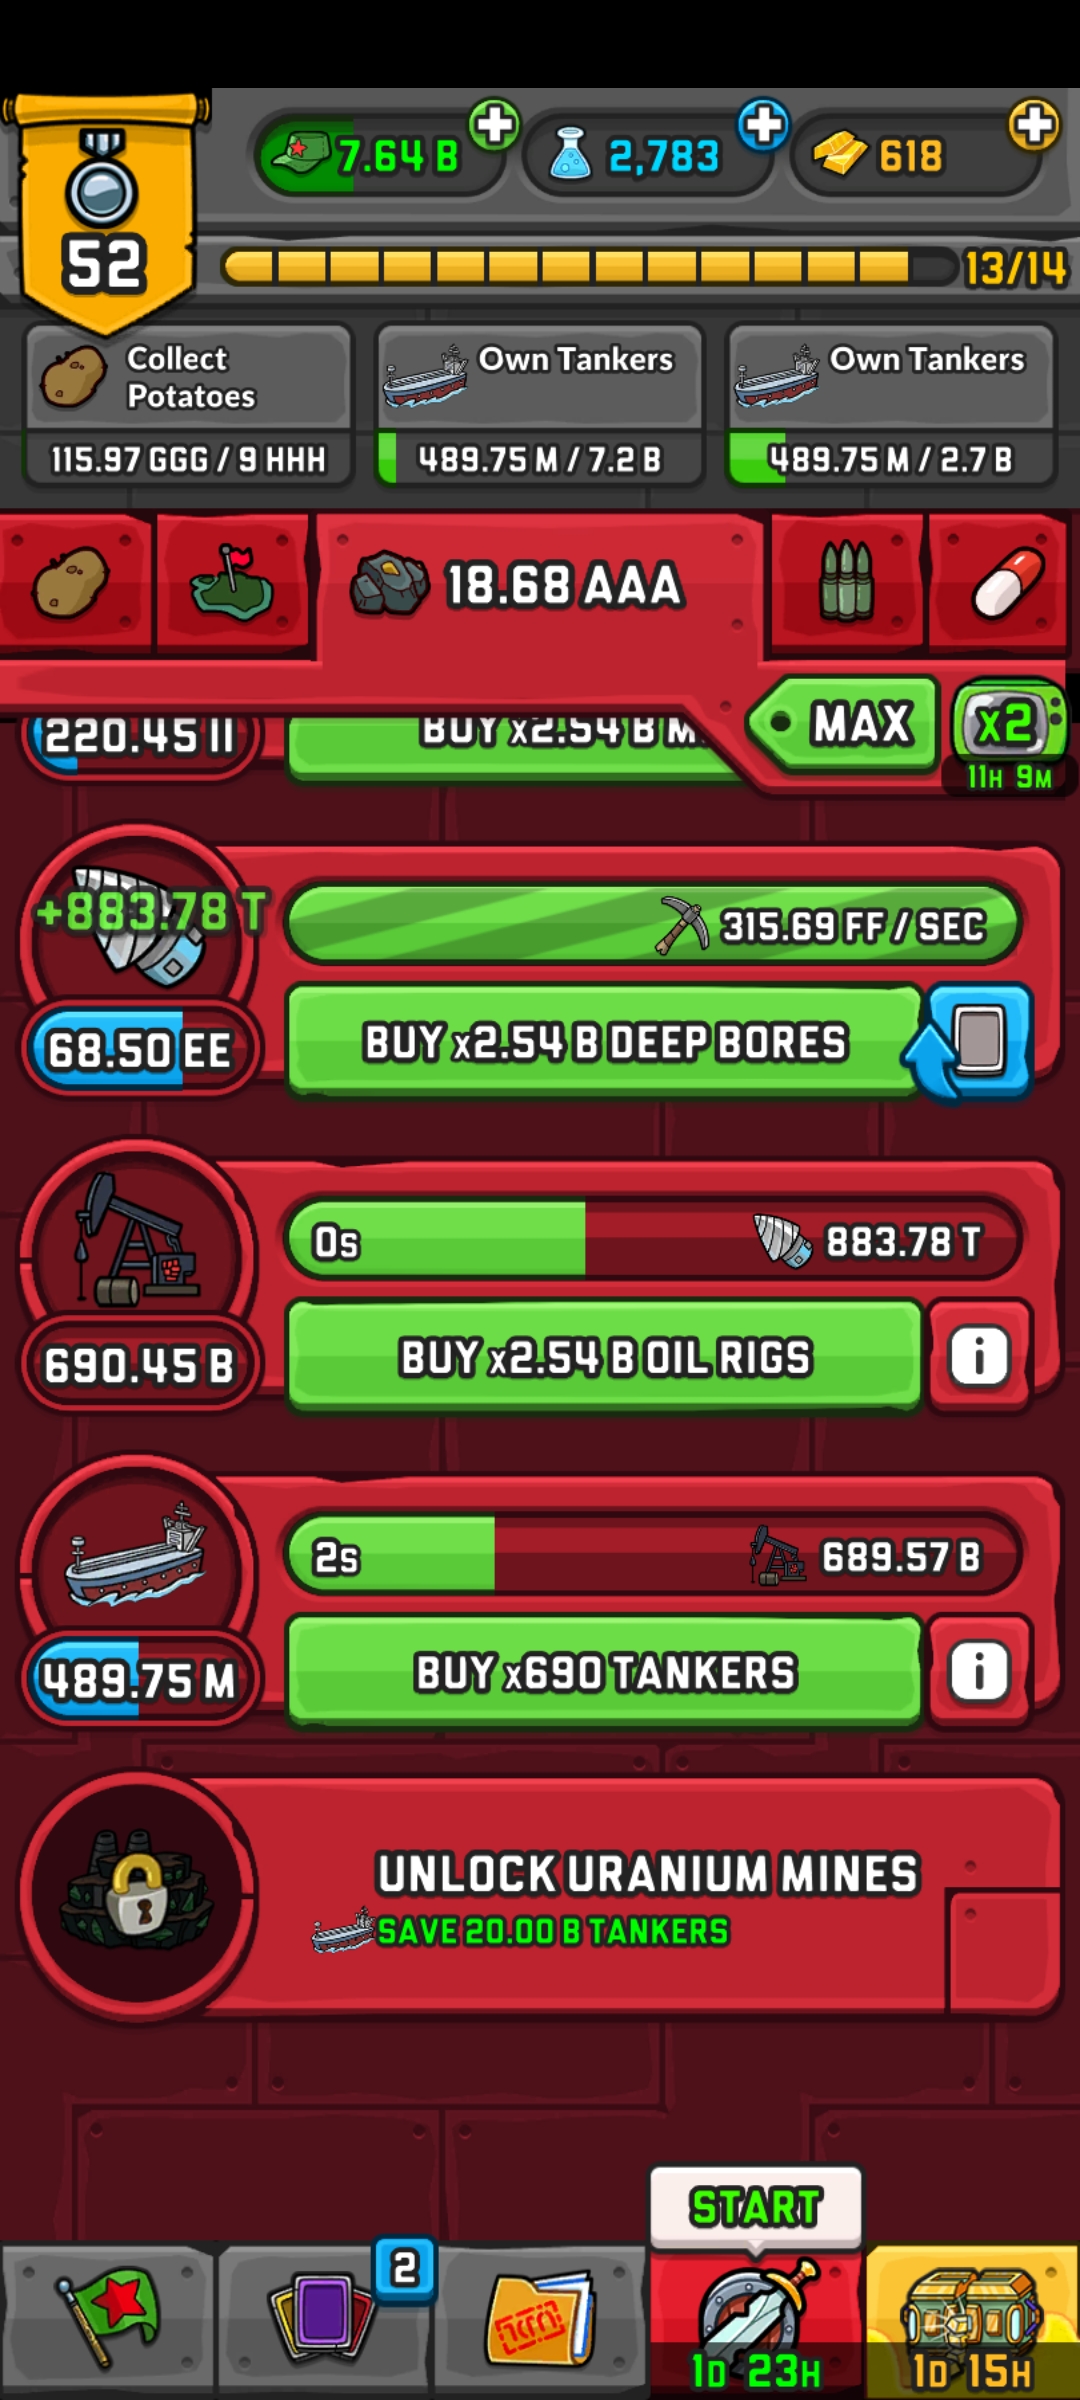 7.64 B
2,783
618
52
13/14
Collect
Potatoes
115.97 GGG / 9 HHH
Own Tankers
489.75 M / 7.2 B
Own Tankers
489.75 M / 2.7 B
18.68 AAA
MAX
x2
11H 9M
220.45 II
BUY x2.54 B
+883.78 T
315.69 FF / SEC
68.50 EE
BUY x2.54 B DEEP BORES
0s
883.78 T
690.45 B
BUY x2.54 B OIL RIGS
i
2s
689.57 B
489.75 M
BUY x690 TANKERS
i
UNLOCK URANIUM MINES
SAVE 20.00 B TANKERS
START
2
1D 23H
1D 15H